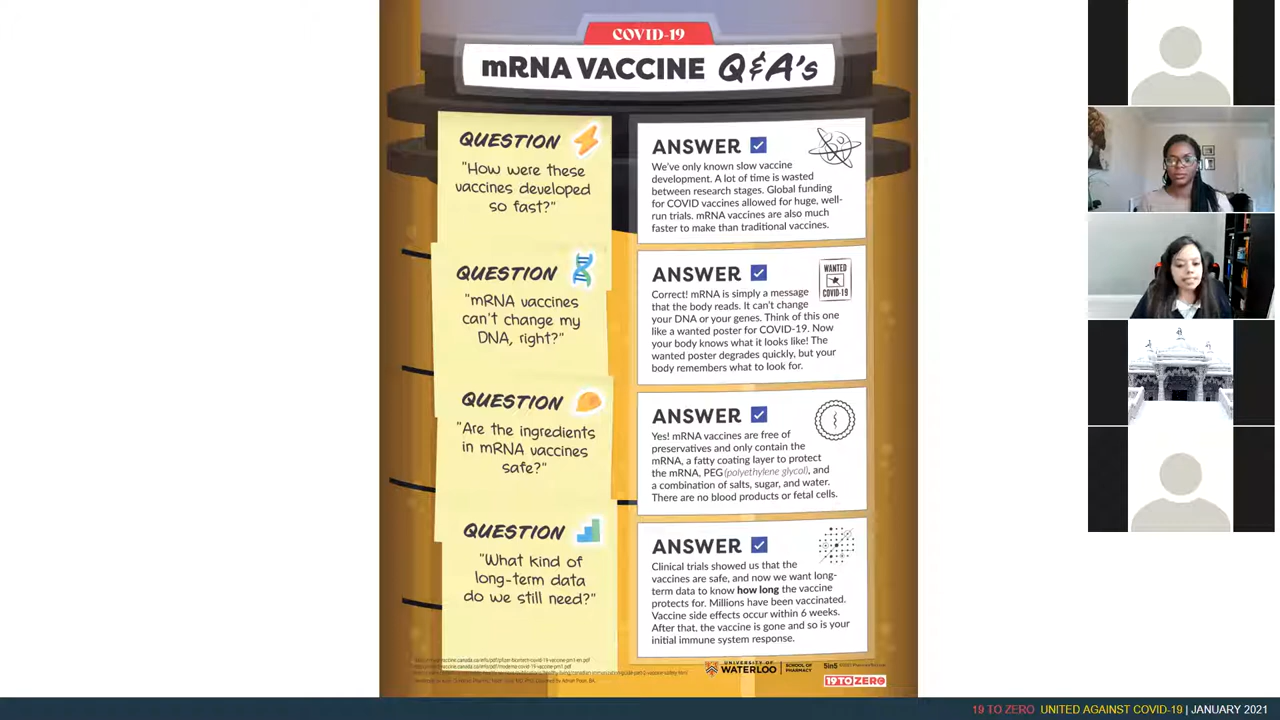 COVID-19
mRNA VACCINE Q&A's
QUESTION
"How were these
vaccines developed
so fast?"
ANSWER
We've only known slow vaccine
development. A lot of time is wasted
between research stages. Global funding
for COVID vaccines allowed for huge, well-
run trials. mRNA vaccines are also much
faster to make than traditional vaccines.
QUESTION
"mRNA vaccines
can't change my
DNA, right?"
ANSWER
WANTED
COVID-19
Correct! mRNA is simply a message
that the body reads. It can't change
your DNA or your genes. Think of this one
like a wanted poster for COVID-19. Now
your body knows what it looks like! The
wanted poster degrades quickly, but your
body remembers what to look for.
QUESTION
"Are the ingredients
in mRNA vaccines
safe?"
ANSWER
Yes! mRNA vaccines are free of
preservatives and only contain the
mRNA, a fatty coating layer to protect
the mRNA, PEG (polyethylene glycol), and
a combination of salts, sugar, and water.
There are no blood products or fetal cells.
QUESTION
"What kind of
long-term data
do we still need?"
ANSWER
Clinical trials showed us that the
vaccines are safe, and now we want long-
term data to know how long the vaccine
protects for. Millions have been vaccinated.
Vaccine side effects occur within 6 weeks.
After that, the vaccine is gone and so is your
initial immune system response.
UNIVERSITY OF
WATERLOO
SCHOOL OF
PHARMACY
5in5
19TOZERO
19 TO ZERO UNITED AGAINST COVID-19 | JANUARY 2021